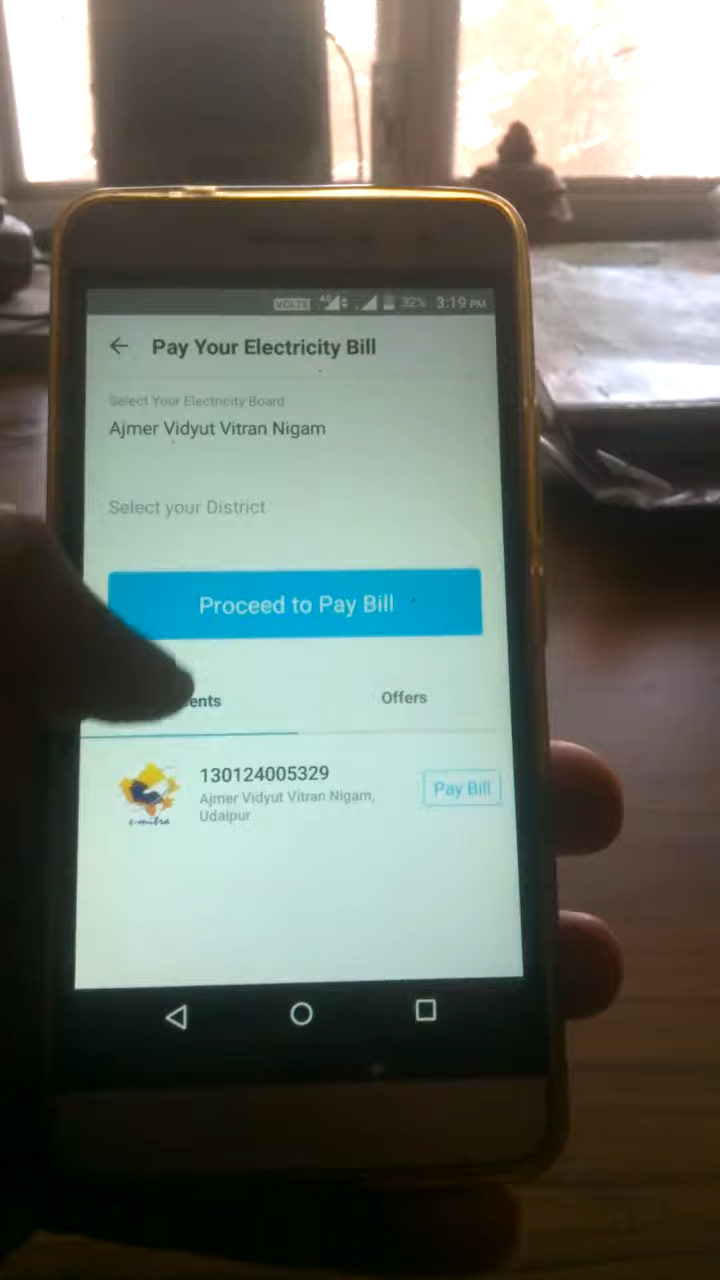 VOLTE 4G 32% 3:19 PM
Pay Your Electricity Bill
Select Your Electricity Board
Ajmer Vidyut Vitran Nigam
Select your District
Proceed to Pay Bill
ents Offers
130124005329
Ajmer Vidyut Vitran Nigam,
Udaipur
Pay Bill
e-mitra